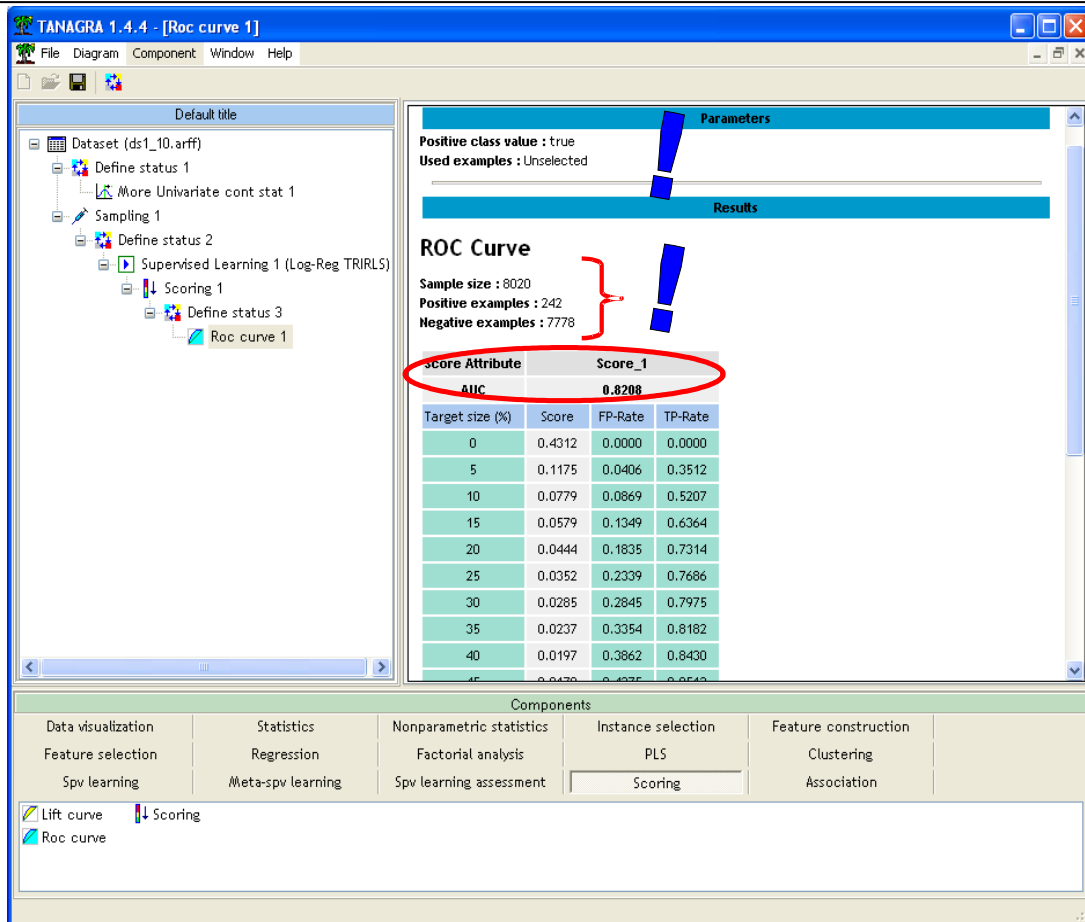 TANAGRA 1.4.4 - [Roc curve 1]
File Diagram Component Window Help
Default title
Dataset (ds1_10.arff)
Define status 1
More Univariate cont stat 1
Sampling 1
Define status 2
Supervised Learning 1 (Log-Reg TRIRLS)
Scoring 1
Define status 3
Roc curve 1
Parameters
Positive class value : true
Used examples : Unselected
Results
ROC Curve
Sample size : 8020
Positive examples : 242
Negative examples : 7778
Score Attribute Score_1
AUC 0.8208
Target size (%) Score FP-Rate TP-Rate
0 0.4312 0.0000 0.0000
5 0.1175 0.0406 0.3512
10 0.0779 0.0869 0.5207
15 0.0579 0.1349 0.6364
20 0.0444 0.1835 0.7314
25 0.0352 0.2339 0.7686
30 0.0285 0.2845 0.7975
35 0.0237 0.3354 0.8182
40 0.0197 0.3862 0.8430
Components
Data visualization Statistics Nonparametric statistics Instance selection Feature construction
Feature selection Regression Factorial analysis PLS Clustering
Spv learning Meta-spv learning Spv learning assessment Scoring Association
Lift curve Scoring
Roc curve